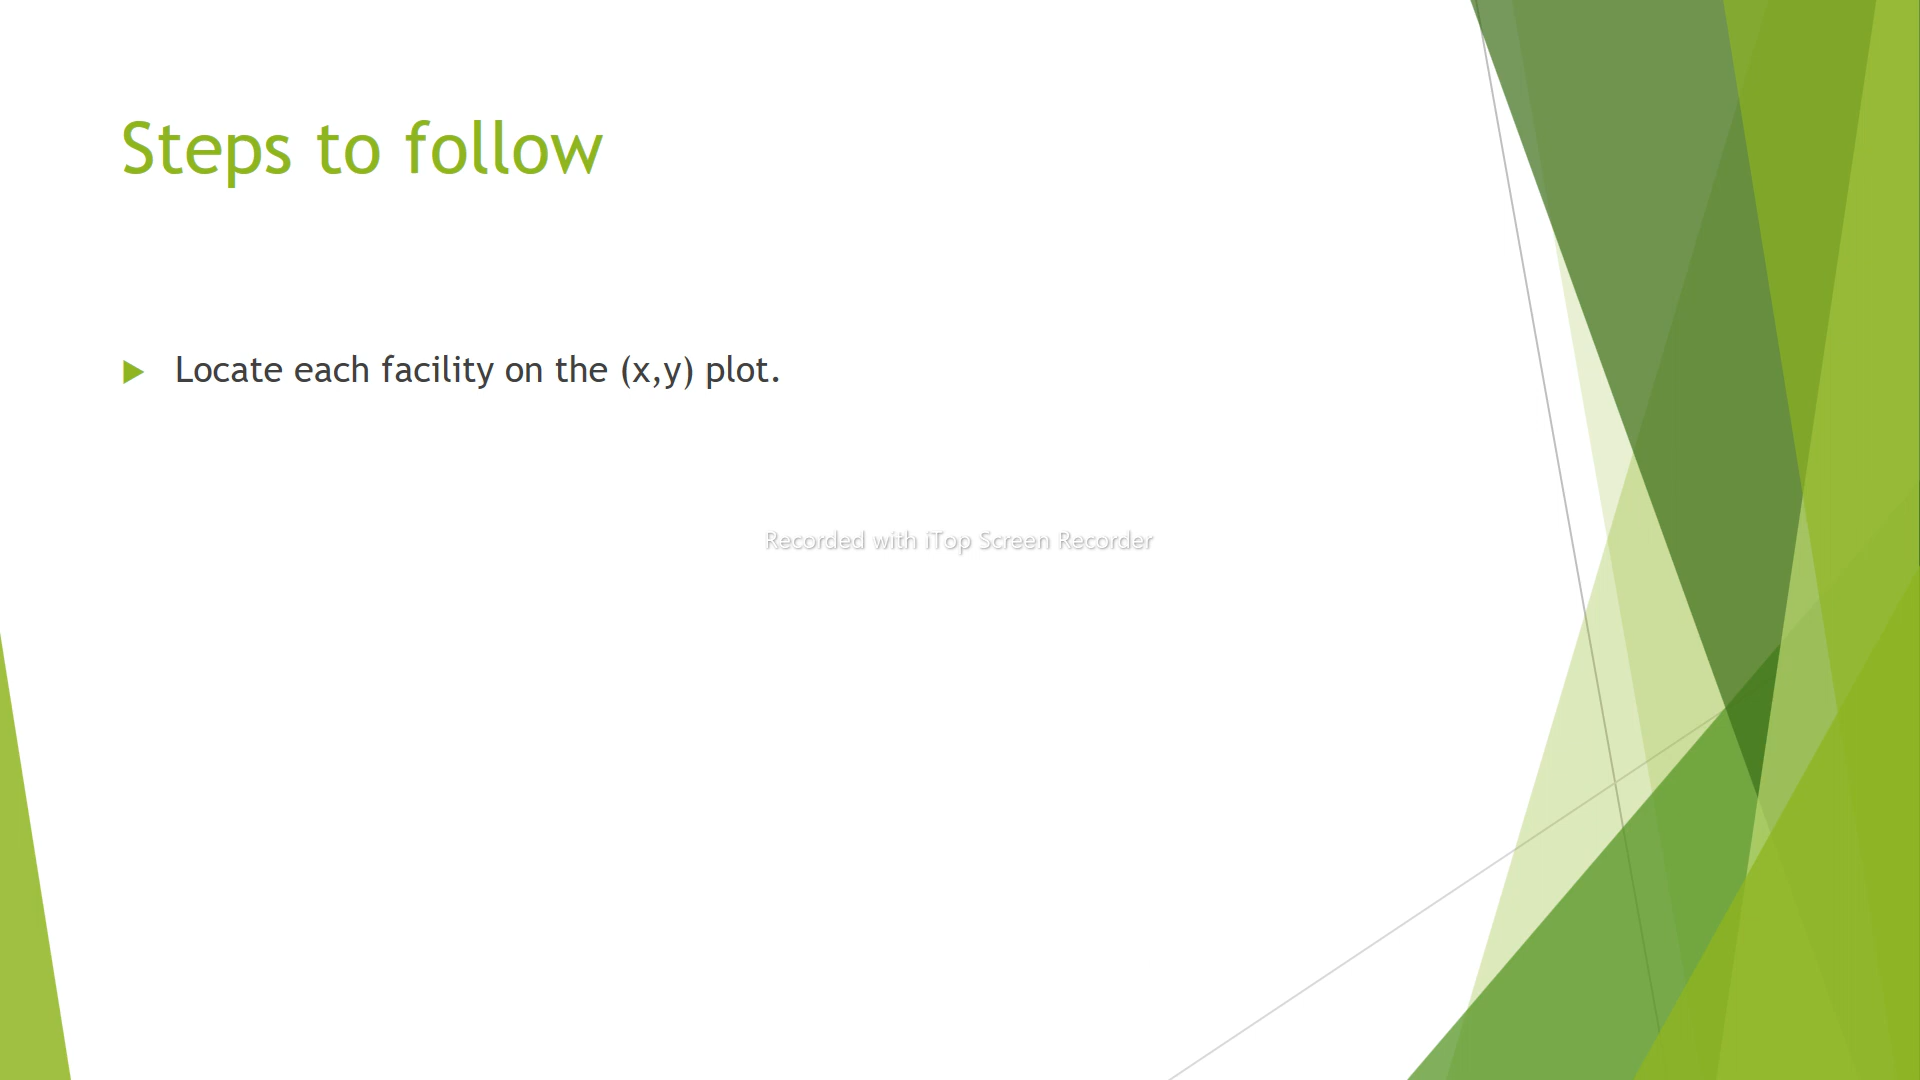 Steps to follow
Locate each facility on the (x,y) plot.
Recorded with iTop Screen Recorder